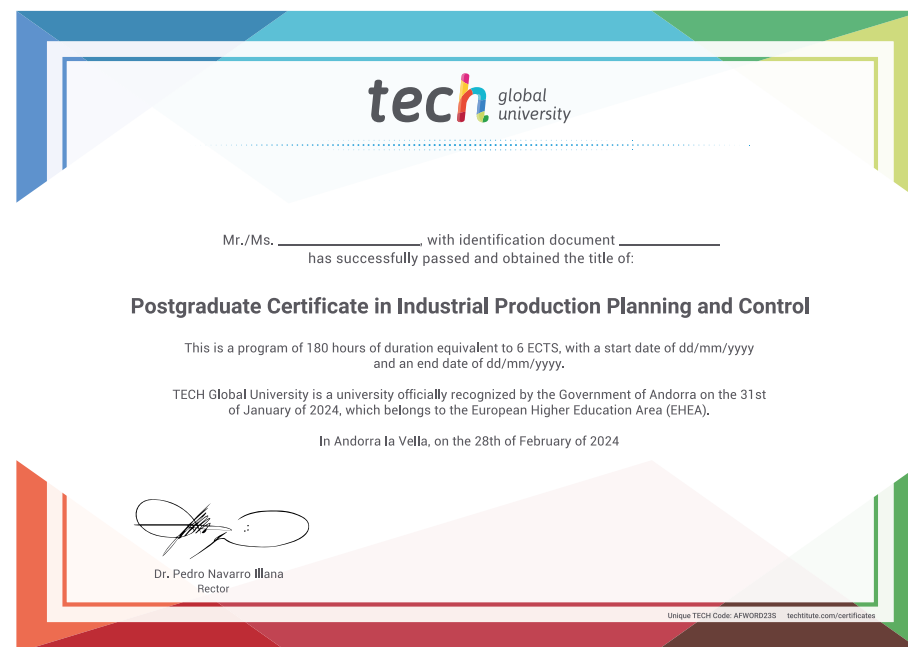 tech global
university
Mr./Ms. ____________________, with identification document ______________
has successfully passed and obtained the title of:
Postgraduate Certificate in Industrial Production Planning and Control
This is a program of 180 hours of duration equivalent to 6 ECTS, with a start date of dd/mm/yyyy
and an end date of dd/mm/yyyy.
TECH Global University is a university officially recognized by the Government of Andorra on the 31st
of January of 2024, which belongs to the European Higher Education Area (EHEA).
In Andorra la Vella, on the 28th of February of 2024
Dr. Pedro Navarro Illana
Rector
Unique TECH Code: AFWORD23S techtitute.com/certificates